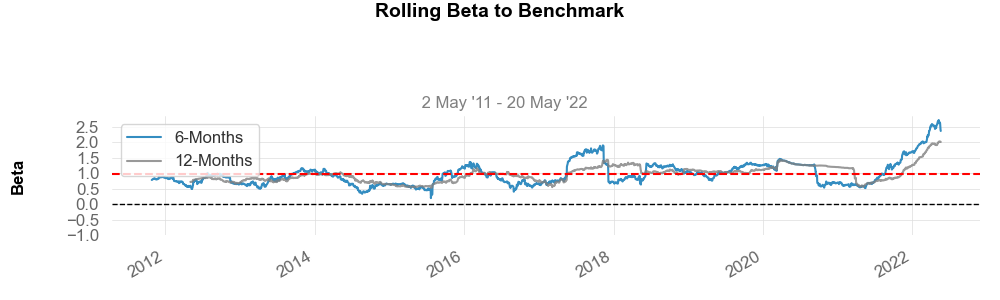 Rolling Beta to Benchmark
2 May '11 - 20 May '22
Beta
2.5
2.0
1.5
1.0
0.5
0.0
−0.5
−1.0
6-Months
12-Months
2012 2014 2016 2018 2020 2022